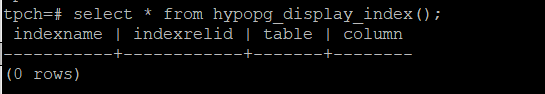 tpch=# select * from hypopg_display_index();
indexname | indexrelid | table | column
-----------+------------+-------+--------
(0 rows)